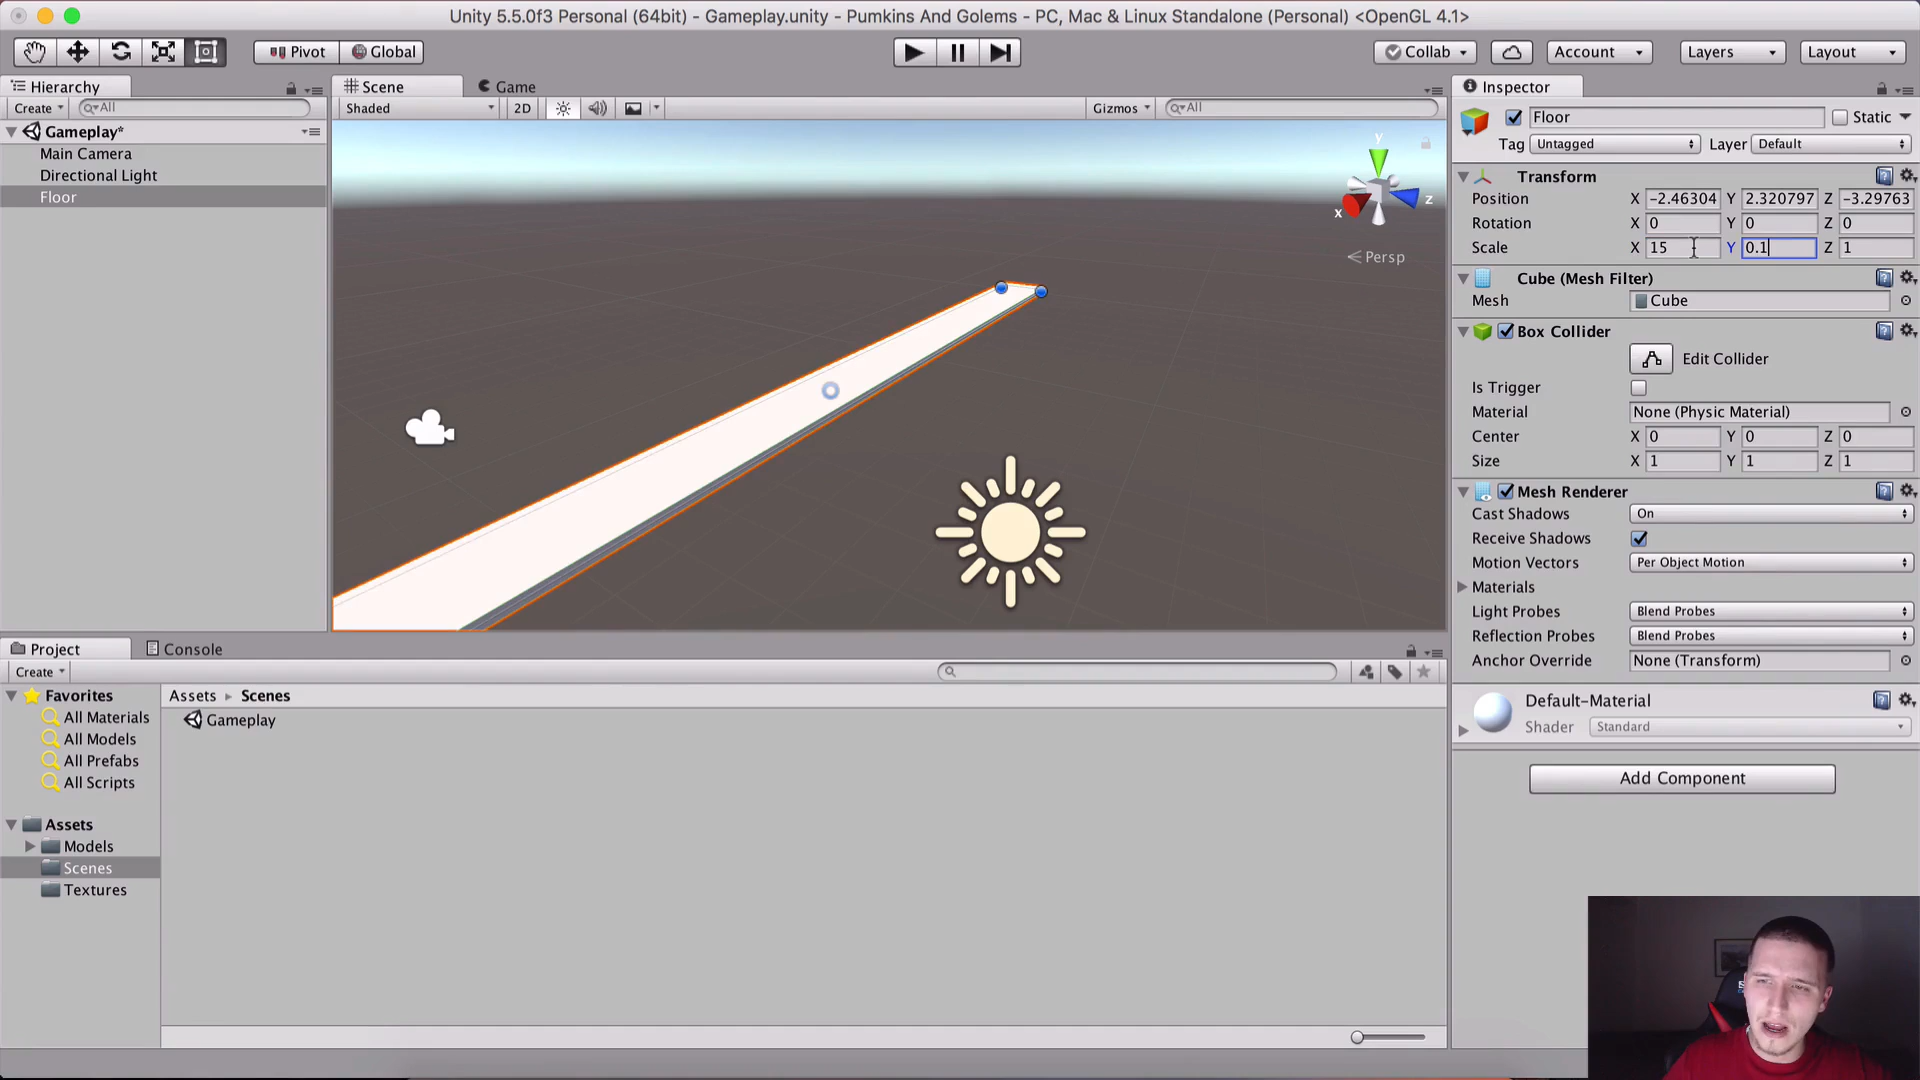 Unity 5.5.0f3 Personal (64bit) - Gameplay.unity - Pumkins And Golems - PC, Mac & Linux Standalone (Personal) <OpenGL 4.1>
Pivot Global Collab Account Layers Layout
Hierarchy
Create All
Gameplay*
Main Camera
Directional Light
Floor
Scene Game
Shaded 2D Gizmos All
y
x z
Persp
Inspector
Floor Static
Tag Untagged Layer Default
Transform
Position X -2.46304 Y 2.320797 Z -3.29763
Rotation X 0 Y 0 Z 0
Scale X 15 Y 0.1 Z 1
Cube (Mesh Filter)
Mesh Cube
Box Collider
Edit Collider
Is Trigger
Material None (Physic Material)
Center X 0 Y 0 Z 0
Size X 1 Y 1 Z 1
Mesh Renderer
Cast Shadows On
Receive Shadows
Motion Vectors Per Object Motion
Materials
Light Probes Blend Probes
Reflection Probes Blend Probes
Anchor Override None (Transform)
Default-Material
Shader Standard
Add Component
Project Console
Create
Favorites
All Materials
All Models
All Prefabs
All Scripts
Assets
Models
Scenes
Textures
Assets Scenes
Gameplay